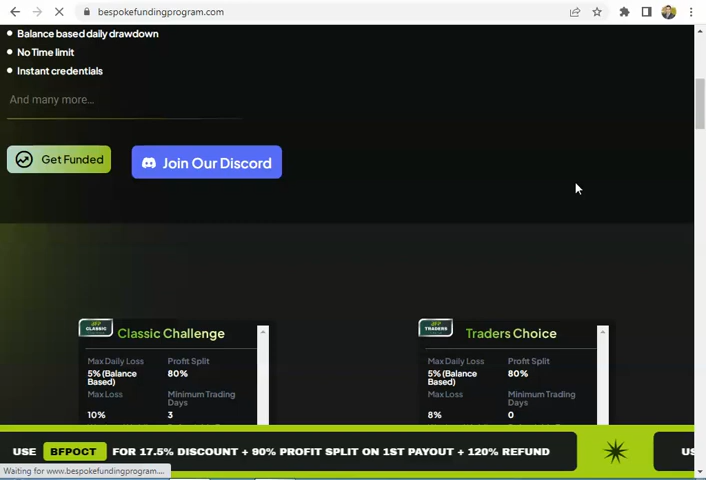 bespokefundingprogram.com
Balance based daily drawdown
No Time limit
Instant credentials
And many more...
Get Funded
Join Our Discord
BFP
CLASSIC
Classic Challenge
Max Daily Loss Profit Split
5% (Balance 80%
Based)
Max Loss Minimum Trading
Days
10% 3
BFP
TRADERS
Traders Choice
Max Daily Loss Profit Split
5% (Balance 80%
Based)
Max Loss Minimum Trading
Days
8% 0
USE BFPOCT FOR 17.5% DISCOUNT + 90% PROFIT SPLIT ON 1ST PAYOUT + 120% REFUND
US
Waiting for www.bespokefundingprogram....